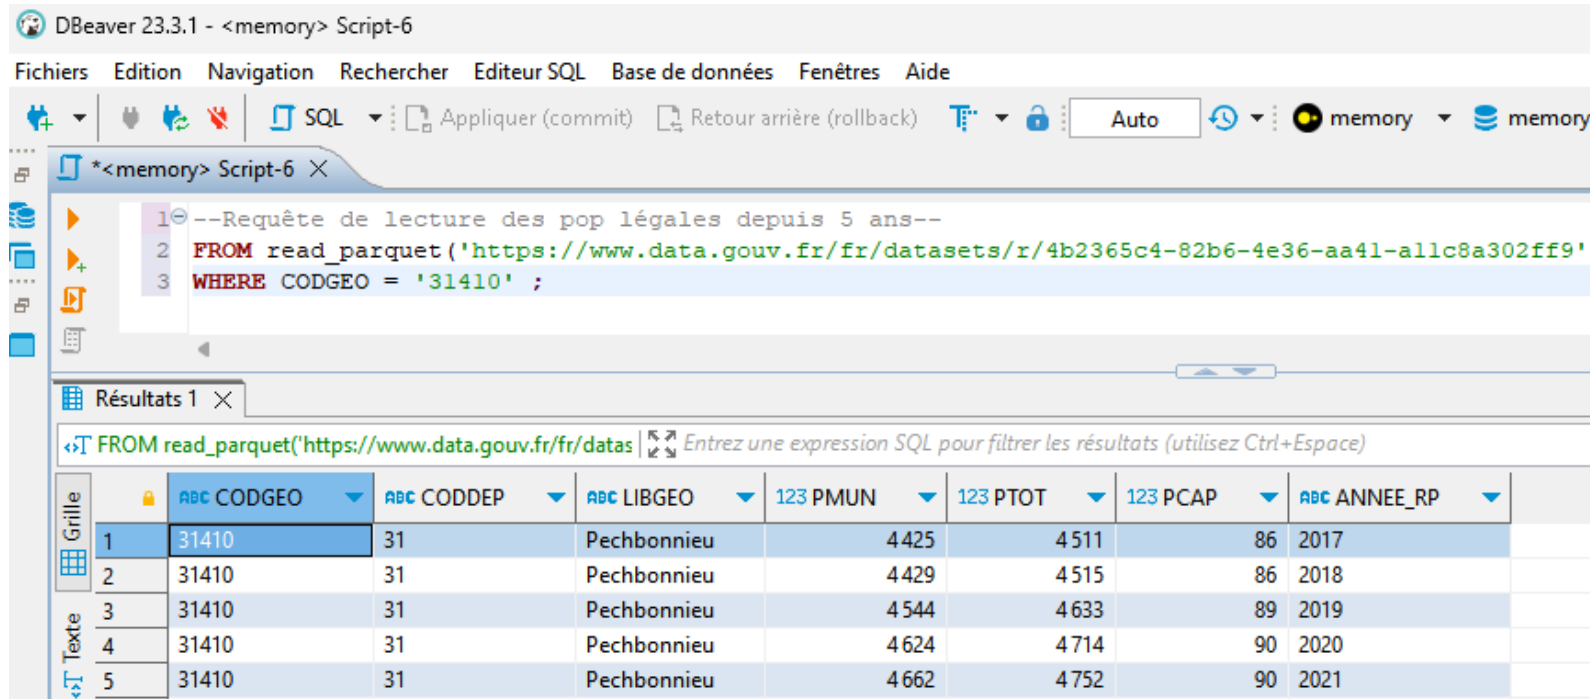 DBeaver 23.3.1 - <memory> Script-6
Fichiers Edition Navigation Rechercher Editeur SQL Base de données Fenêtres Aide
SQL Appliquer (commit) Retour arrière (rollback) Auto memory memory
*<memory> Script-6
1 --Requête de lecture des pop légales depuis 5 ans--
2 FROM read_parquet('https://www.data.gouv.fr/fr/datasets/r/4b2365c4-82b6-4e36-aa41-a11c8a302ff9'
3 WHERE CODGEO = '31410' ;
Résultats 1
FROM read_parquet('https://www.data.gouv.fr/fr/datas Entrez une expression SQL pour filtrer les résultats (utilisez Ctrl+Espace)
Grille
Texte
ABC CODGEO ABC CODDEP ABC LIBGEO 123 PMUN 123 PTOT 123 PCAP ABC ANNEE_RP
1 31410 31 Pechbonnieu 4 425 4 511 86 2017
2 31410 31 Pechbonnieu 4 429 4 515 86 2018
3 31410 31 Pechbonnieu 4 544 4 633 89 2019
4 31410 31 Pechbonnieu 4 624 4 714 90 2020
5 31410 31 Pechbonnieu 4 662 4 752 90 2021